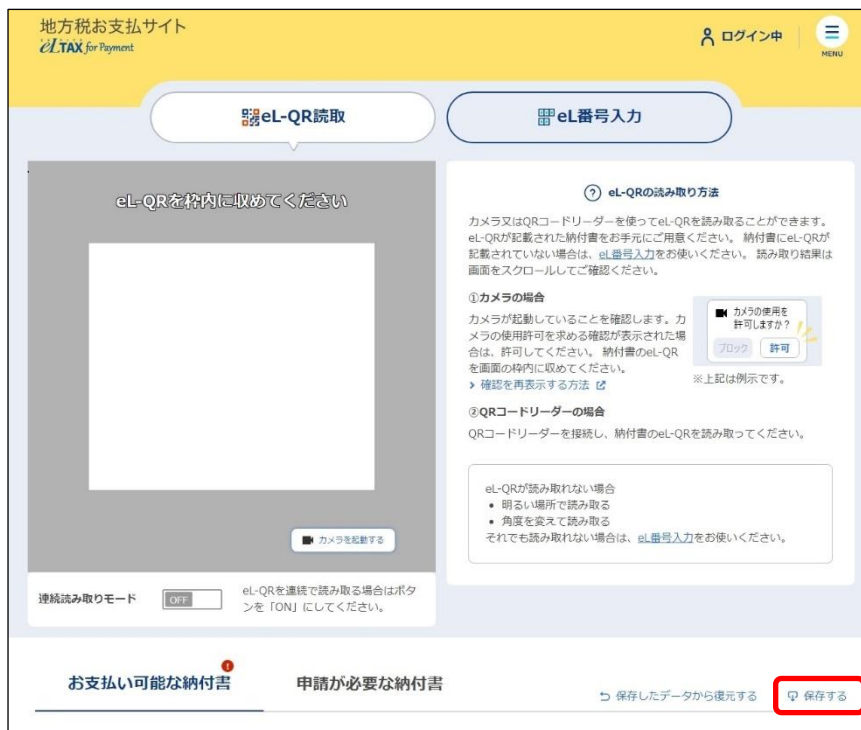 地方税お支払サイト
eLTAX for Payment
ログイン中
MENU
eL-QR読取
eL番号入力
eL-QRを枠内に収めてください
カメラを起動する
連続読み取りモード
OFF
eL-QRを連続で読み取る場合はボタ
ンを「ON」にしてください。
? eL-QRの読み取り方法
カメラ又はQRコードリーダーを使ってeL-QRを読み取ることができます。
eL-QRが記載された納付書をお手元にご用意ください。 納付書にeL-QRが
記載されていない場合は、eL番号入力をお使いください。 読み取り結果は
画面をスクロールしてご確認ください。
①カメラの場合
カメラが起動していることを確認します。カ
メラの使用許可を求める確認が表示された場
合は、許可してください。 納付書のeL-QR
を画面の枠内に収めてください。
> 確認を再表示する方法
カメラの使用を
許可しますか？
ブロック
許可
※上記は例示です。
②QRコードリーダーの場合
QRコードリーダーを接続し、納付書のeL-QRを読み取ってください。
eL-QRが読み取れない場合
• 明るい場所で読み取る
• 角度を変えて読み取る
それでも読み取れない場合は、eL番号入力をお使いください。
お支払い可能な納付書
!
申請が必要な納付書
保存したデータから復元する
保存する